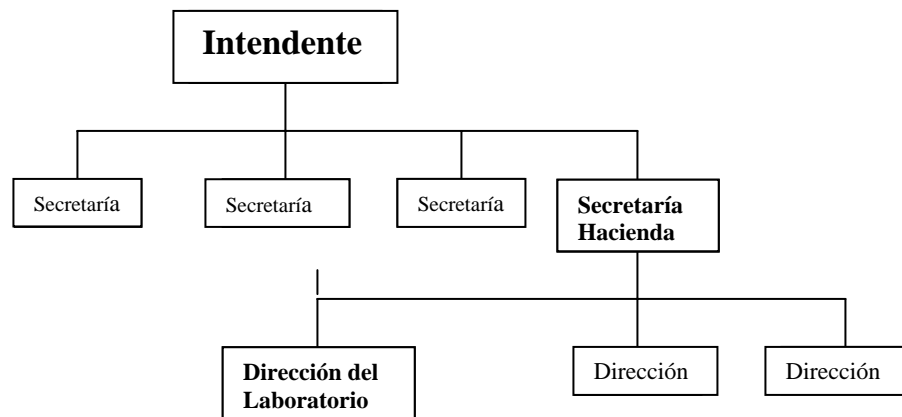 Intendente
Secretaría
Secretaría
Secretaría
Secretaría
Hacienda
Dirección del
Laboratorio
Dirección
Dirección